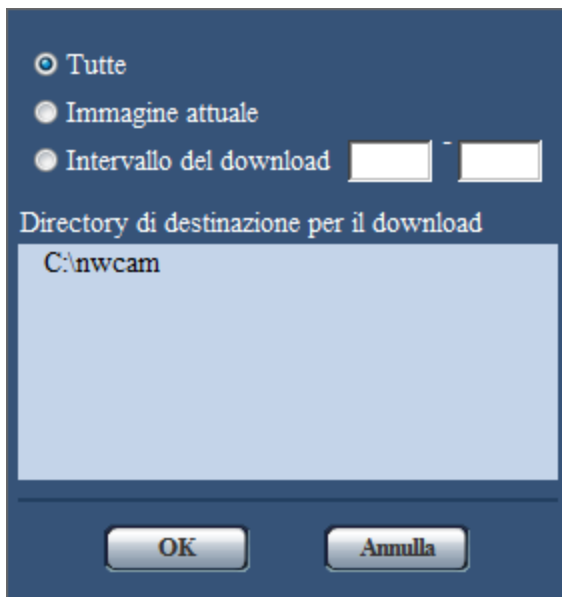 Tutte
Immagine attuale
Intervallo del download -
Directory di destinazione per il download
C:\nwcam
OK Annulla